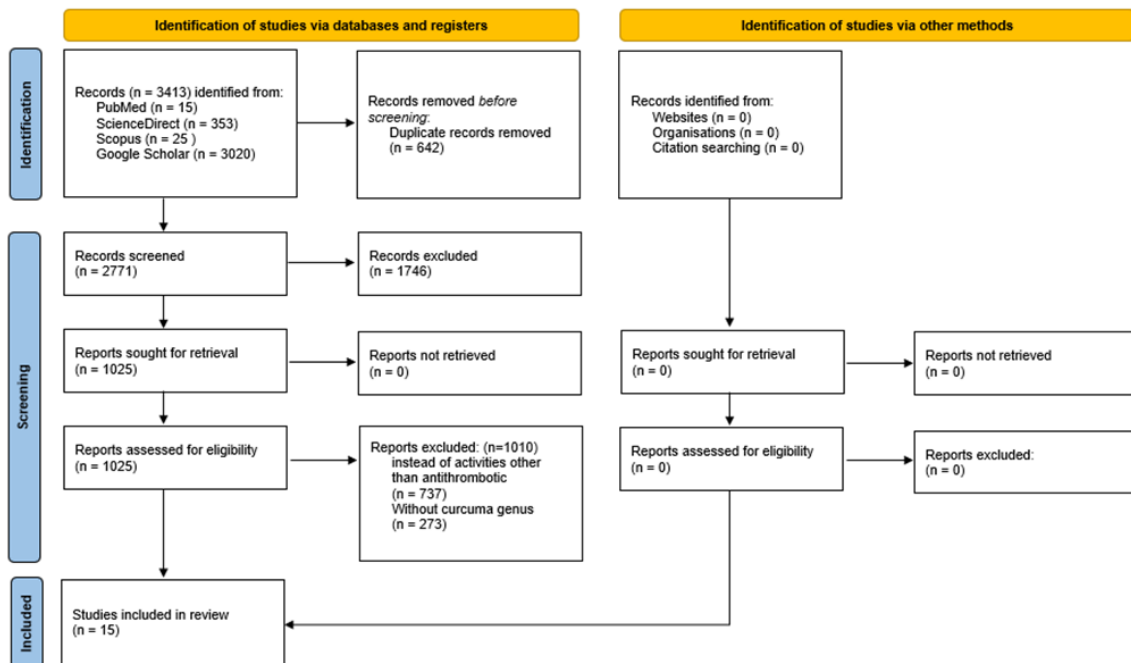 Identification of studies via databases and registers
Identification of studies via other methods
Identification
Records (n = 3413) identified from:
PubMed (n = 15)
ScienceDirect (n = 353)
Scopus (n = 25 )
Google Scholar (n = 3020)
Records removed before
screening:
Duplicate records removed
(n = 642)
Records identified from:
Websites (n = 0)
Organisations (n = 0)
Citation searching (n = 0)
Screening
Records screened
(n = 2771)
Records excluded
(n = 1746)
Reports sought for retrieval
(n = 1025)
Reports not retrieved
(n = 0)
Reports sought for retrieval
(n = 0)
Reports not retrieved
(n = 0)
Reports assessed for eligibility
(n = 1025)
Reports excluded: (n=1010)
instead of activities other
than antithrombotic
(n = 737)
Without curcuma genus
(n = 273)
Reports assessed for eligibility
(n = 0)
Reports excluded:
(n = 0)
Included
Studies included in review
(n = 15)